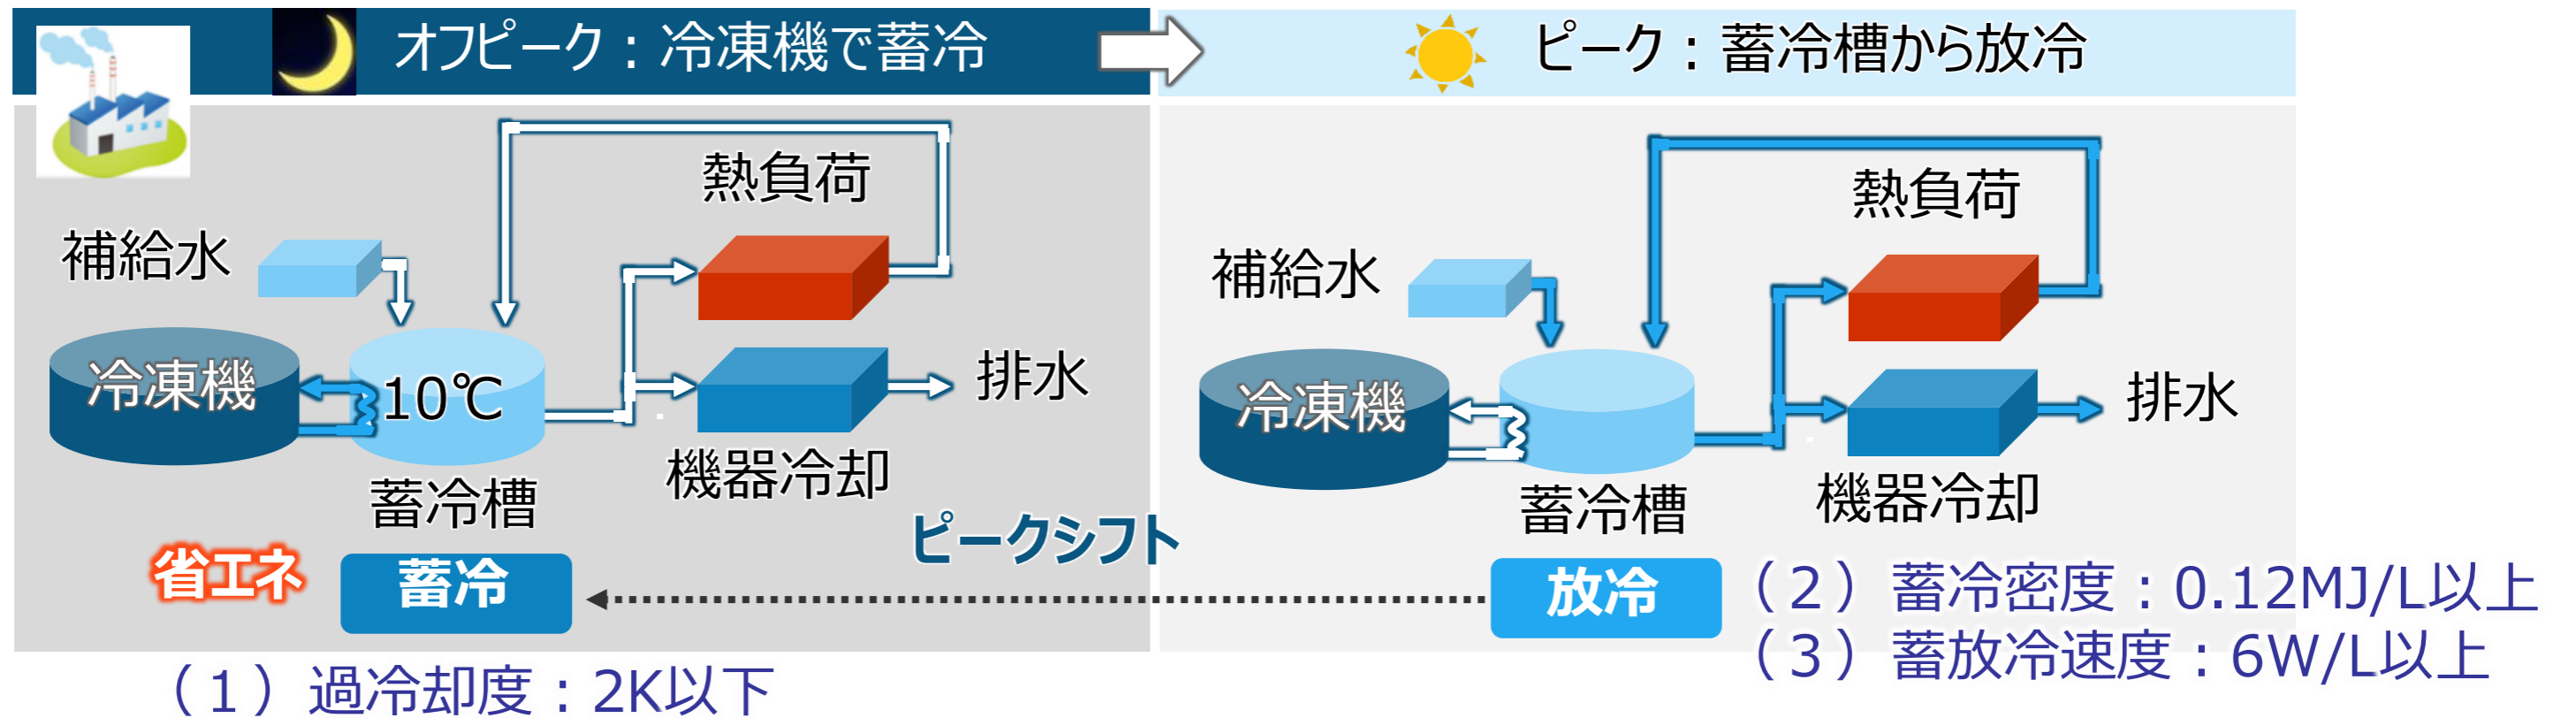 オフピーク：冷凍機で蓄冷
ピーク：蓄冷槽から放冷
熱負荷
補給水
冷凍機
10℃
排水
蓄冷槽
機器冷却
熱負荷
補給水
冷凍機
排水
蓄冷槽
機器冷却
ピークシフト
省エネ
蓄冷
放冷
（2）蓄冷密度：0.12MJ/L以上
（3）蓄放冷速度：6W/L以上
（1）過冷却度：2K以下